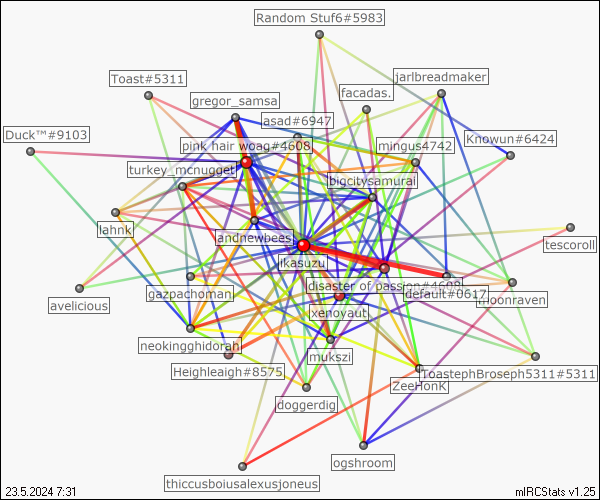 Random Stuf6#5983
Toast#5311
jarlbreadmaker
facadas.
gregor_samsa
asad#6947
Duck™#9103
Knowun#6424
pink hair woag#4608
mingus4742
turkey_mcnugget
bigcitysamurai
lahnk
andnewbees
tescoroll
ikasuzu
disaster of passion#4688
gazpachoman
default#0617
moonraven
avelicious
xenoyaut
neokingghidorah
mukszi
Heighleigh#8575
ToastephBroseph5311#5311
ZeeHonK
doggerdig
ogshroom
thiccusboiusalexusjoneus
23.5.2024 7:31
mIRCStats v1.25